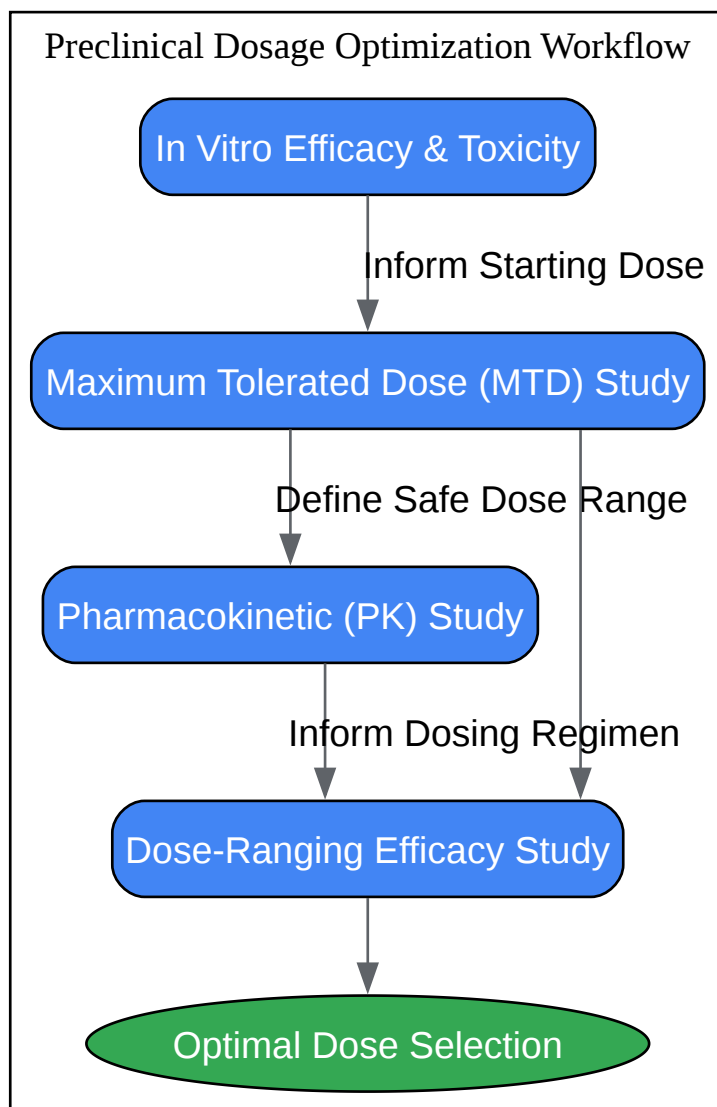 Preclinical Dosage Optimization Workflow
In Vitro Efficacy & Toxicity
Inform Starting Dose
Maximum Tolerated Dose (MTD) Study
Define Safe Dose Range
Pharmacokinetic (PK) Study
Inform Dosing Regimen
Dose-Ranging Efficacy Study
Optimal Dose Selection